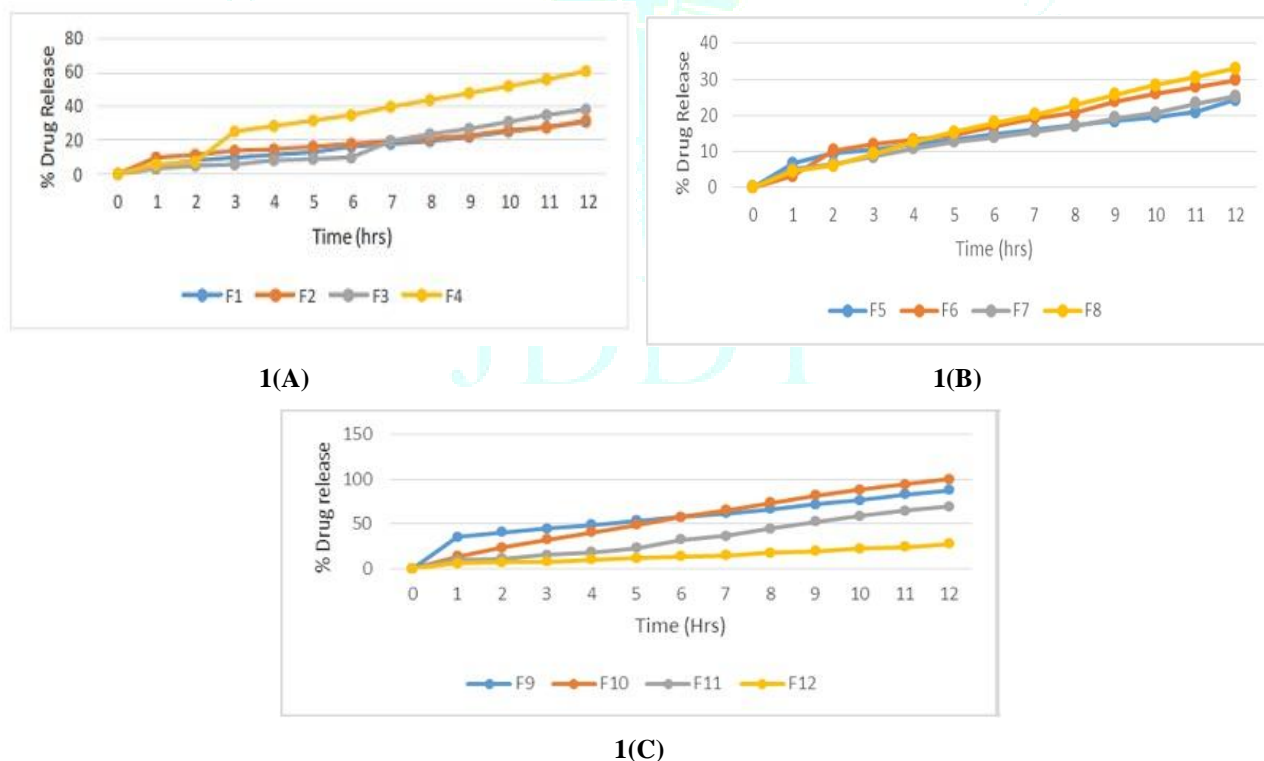 80
60
40
20
0
% Drug Release
0 1 2 3 4 5 6 7 8 9 10 11 12
Time (hrs)
F1 F2 F3 F4
1(A)
40
30
20
10
0
% Drug Release
0 1 2 3 4 5 6 7 8 9 10 11 12
Time (hrs)
F5 F6 F7 F8
1(B)
JDDT
150
100
50
0
% Drug release
0 1 2 3 4 5 6 7 8 9 10 11 12
Time (Hrs)
F9 F10 F11 F12
1(C)